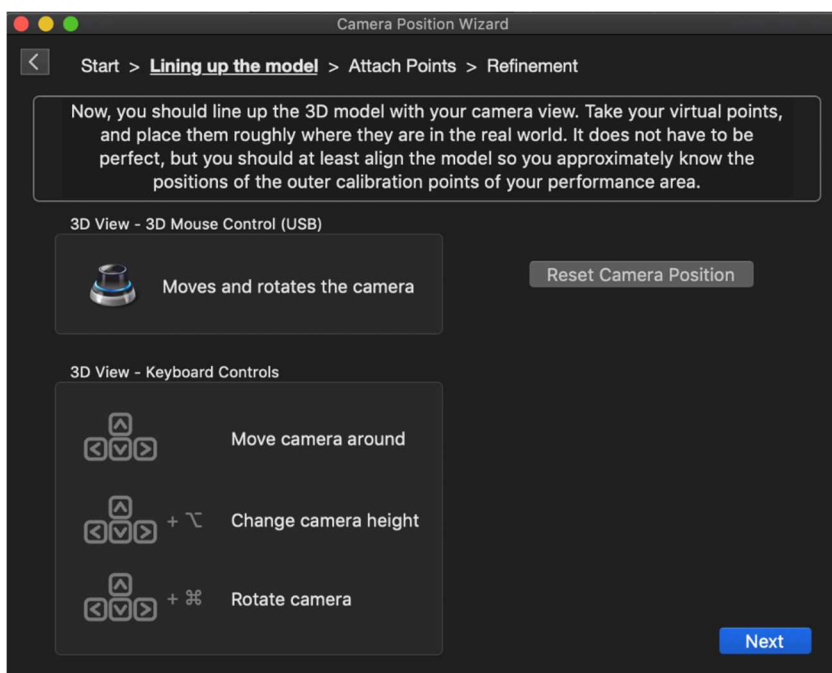 Camera Position Wizard
Start > Lining up the model > Attach Points > Refinement
Now, you should line up the 3D model with your camera view. Take your virtual points,
and place them roughly where they are in the real world. It does not have to be
perfect, but you should at least align the model so you approximately know the
positions of the outer calibration points of your performance area.
3D View - 3D Mouse Control (USB)
Moves and rotates the camera
Reset Camera Position
3D View - Keyboard Controls
Move camera around
+ ⌥ Change camera height
+ ⌘ Rotate camera
Next